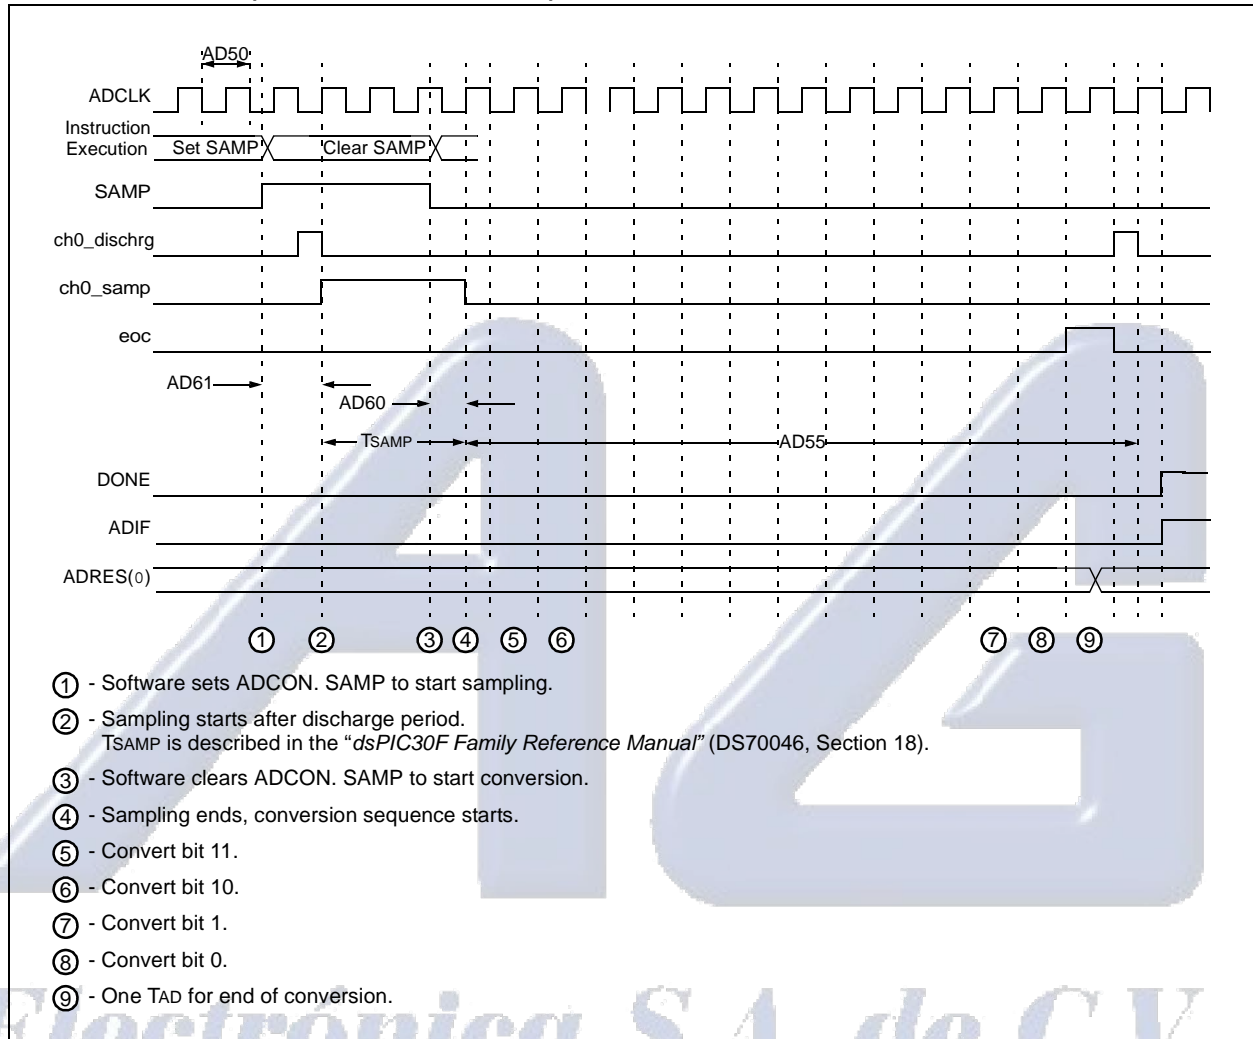 AD50
ADCLK
Instruction
Execution
Set SAMP
Clear SAMP
SAMP
ch0_dischrg
ch0_samp
eoc
AD61
AD60
TSAMP
AD55
DONE
ADIF
ADRES(0)
1 2 3 4 5 6 7 8 9
1 - Software sets ADCON. SAMP to start sampling.
2 - Sampling starts after discharge period.
TSAMP is described in the “dsPIC30F Family Reference Manual” (DS70046, Section 18).
3 - Software clears ADCON. SAMP to start conversion.
4 - Sampling ends, conversion sequence starts.
5 - Convert bit 11.
6 - Convert bit 10.
7 - Convert bit 1.
8 - Convert bit 0.
9 - One TAD for end of conversion.
AG
Electrónica S.A. de C.V.